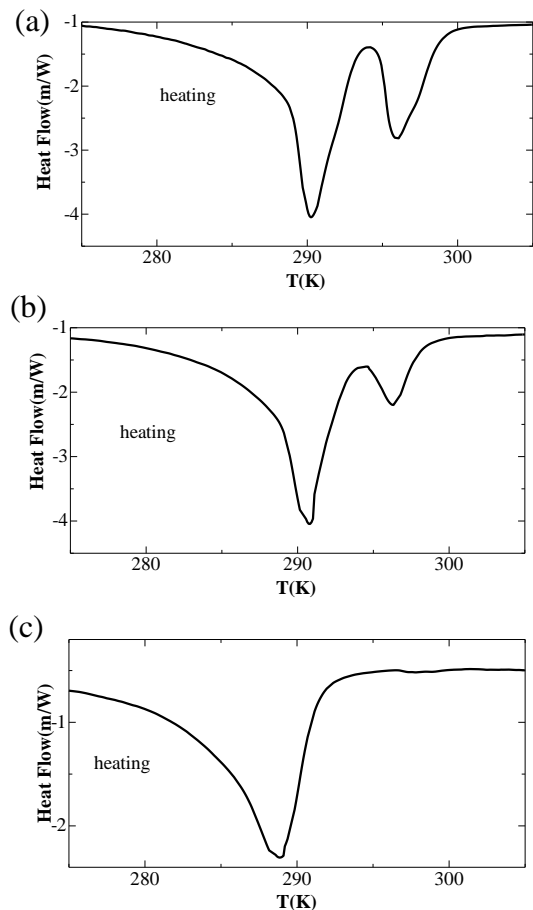 (a)
-1
-2
-3
-4
Heat Flow(m/W)
heating
280
290
300
T(K)
(b)
-1
-2
-3
-4
Heat Flow(m/W)
heating
280
290
300
T(K)
(c)
-1
-2
Heat Flow(m/W)
heating
280
290
300
T(K)